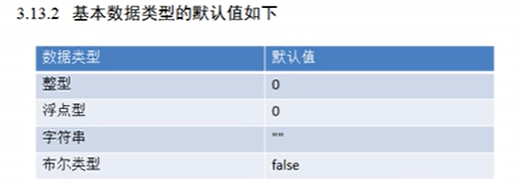 3.13.2 基本数据类型的默认值如下
数据类型 默认值
整型 0
浮点型 0
字符串 ""
布尔类型 false